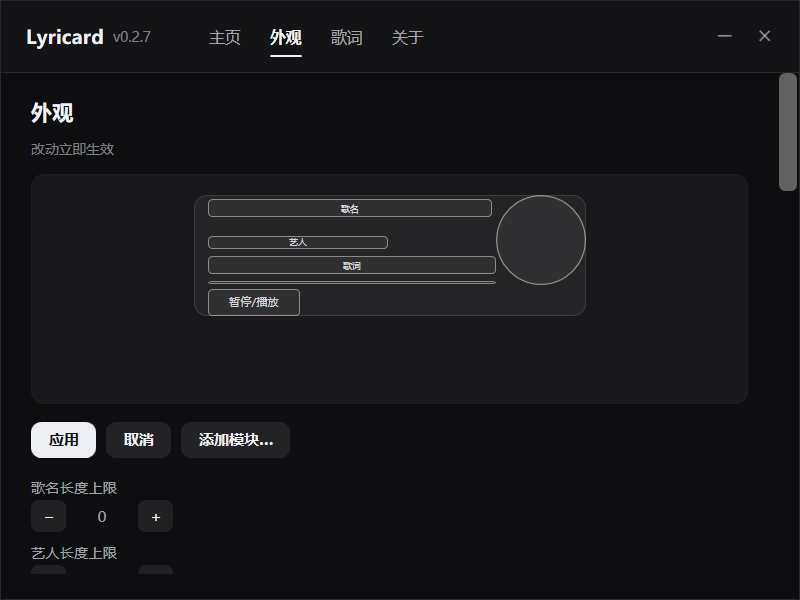 Lyricard v0.2.7 主页 外观 歌词 关于
外观
改动立即生效
歌名
艺人
歌词
暂停/播放
应用 取消 添加模块...
歌名长度上限
– 0 +
艺人长度上限